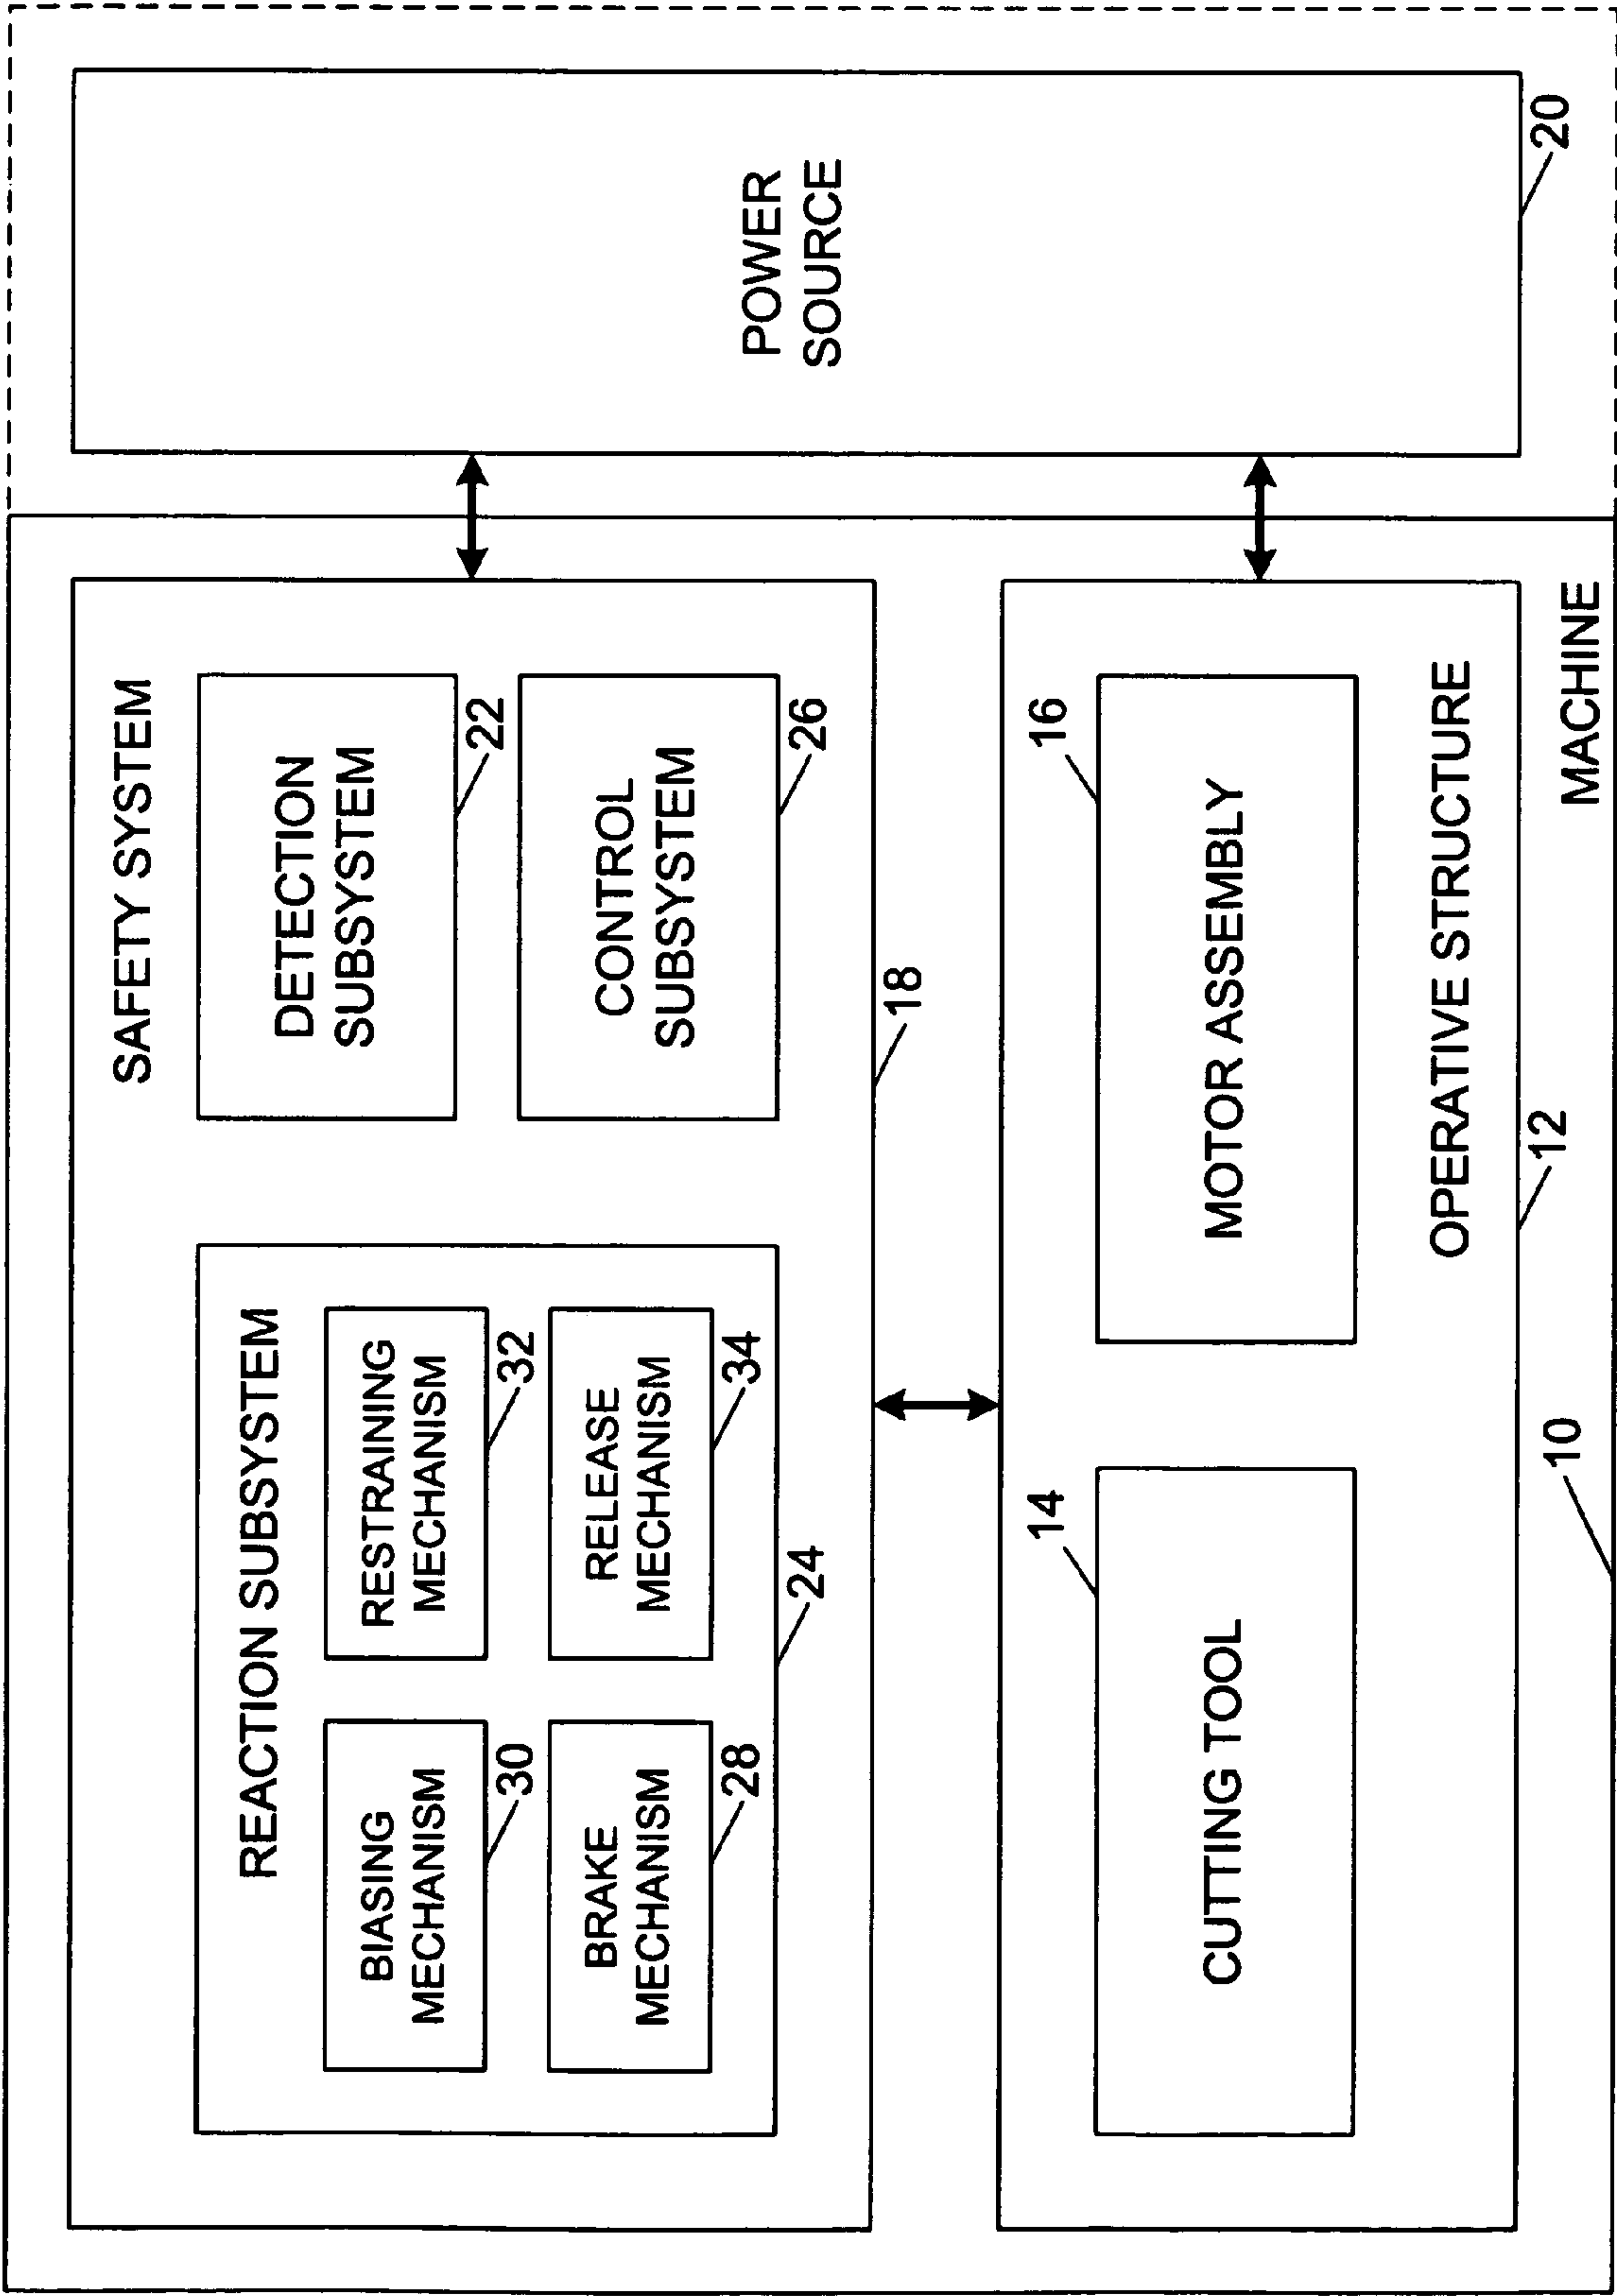 SAFETY SYSTEM
REACTION SUBSYSTEM
BIASING
MECHANISM
30
RESTRAINING
MECHANISM
32
BRAKE
MECHANISM
28
RELEASE
MECHANISM
34
24
DETECTION
SUBSYSTEM
22
CONTROL
SUBSYSTEM
26
18
14
CUTTING TOOL
16
MOTOR ASSEMBLY
OPERATIVE STRUCTURE
12
10
MACHINE
POWER
SOURCE
20